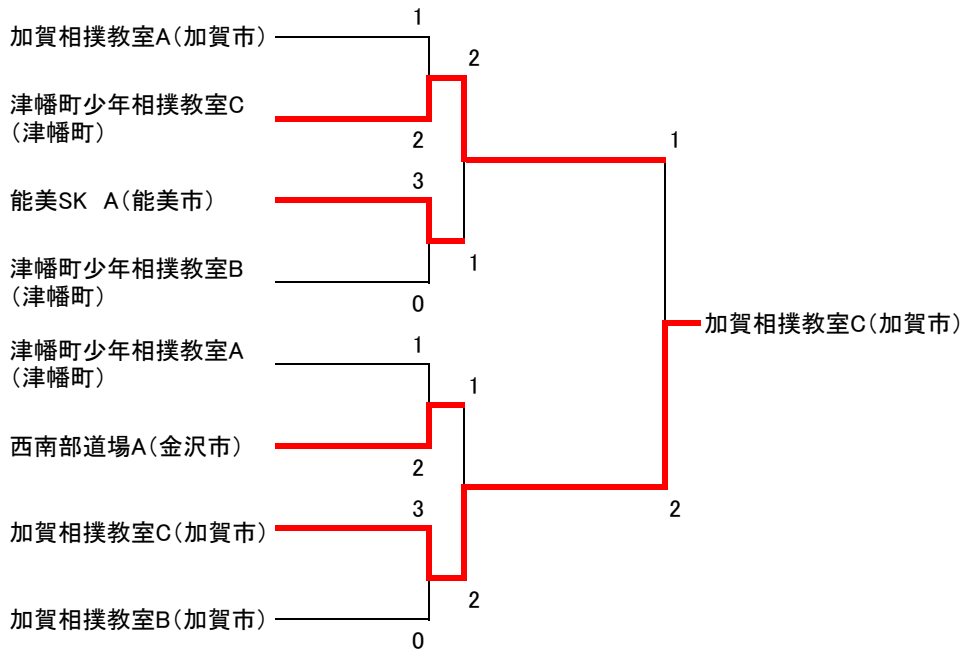 1
加賀相撲教室A(加賀市)
2
津幡町少年相撲教室C
(津幡町)
2
1
3
能美SK　A(能美市)
1
津幡町少年相撲教室B
(津幡町)
0
加賀相撲教室C(加賀市)
1
津幡町少年相撲教室A
(津幡町)
1
西南部道場A(金沢市)
2
3
2
加賀相撲教室C(加賀市)
2
加賀相撲教室B(加賀市)
0